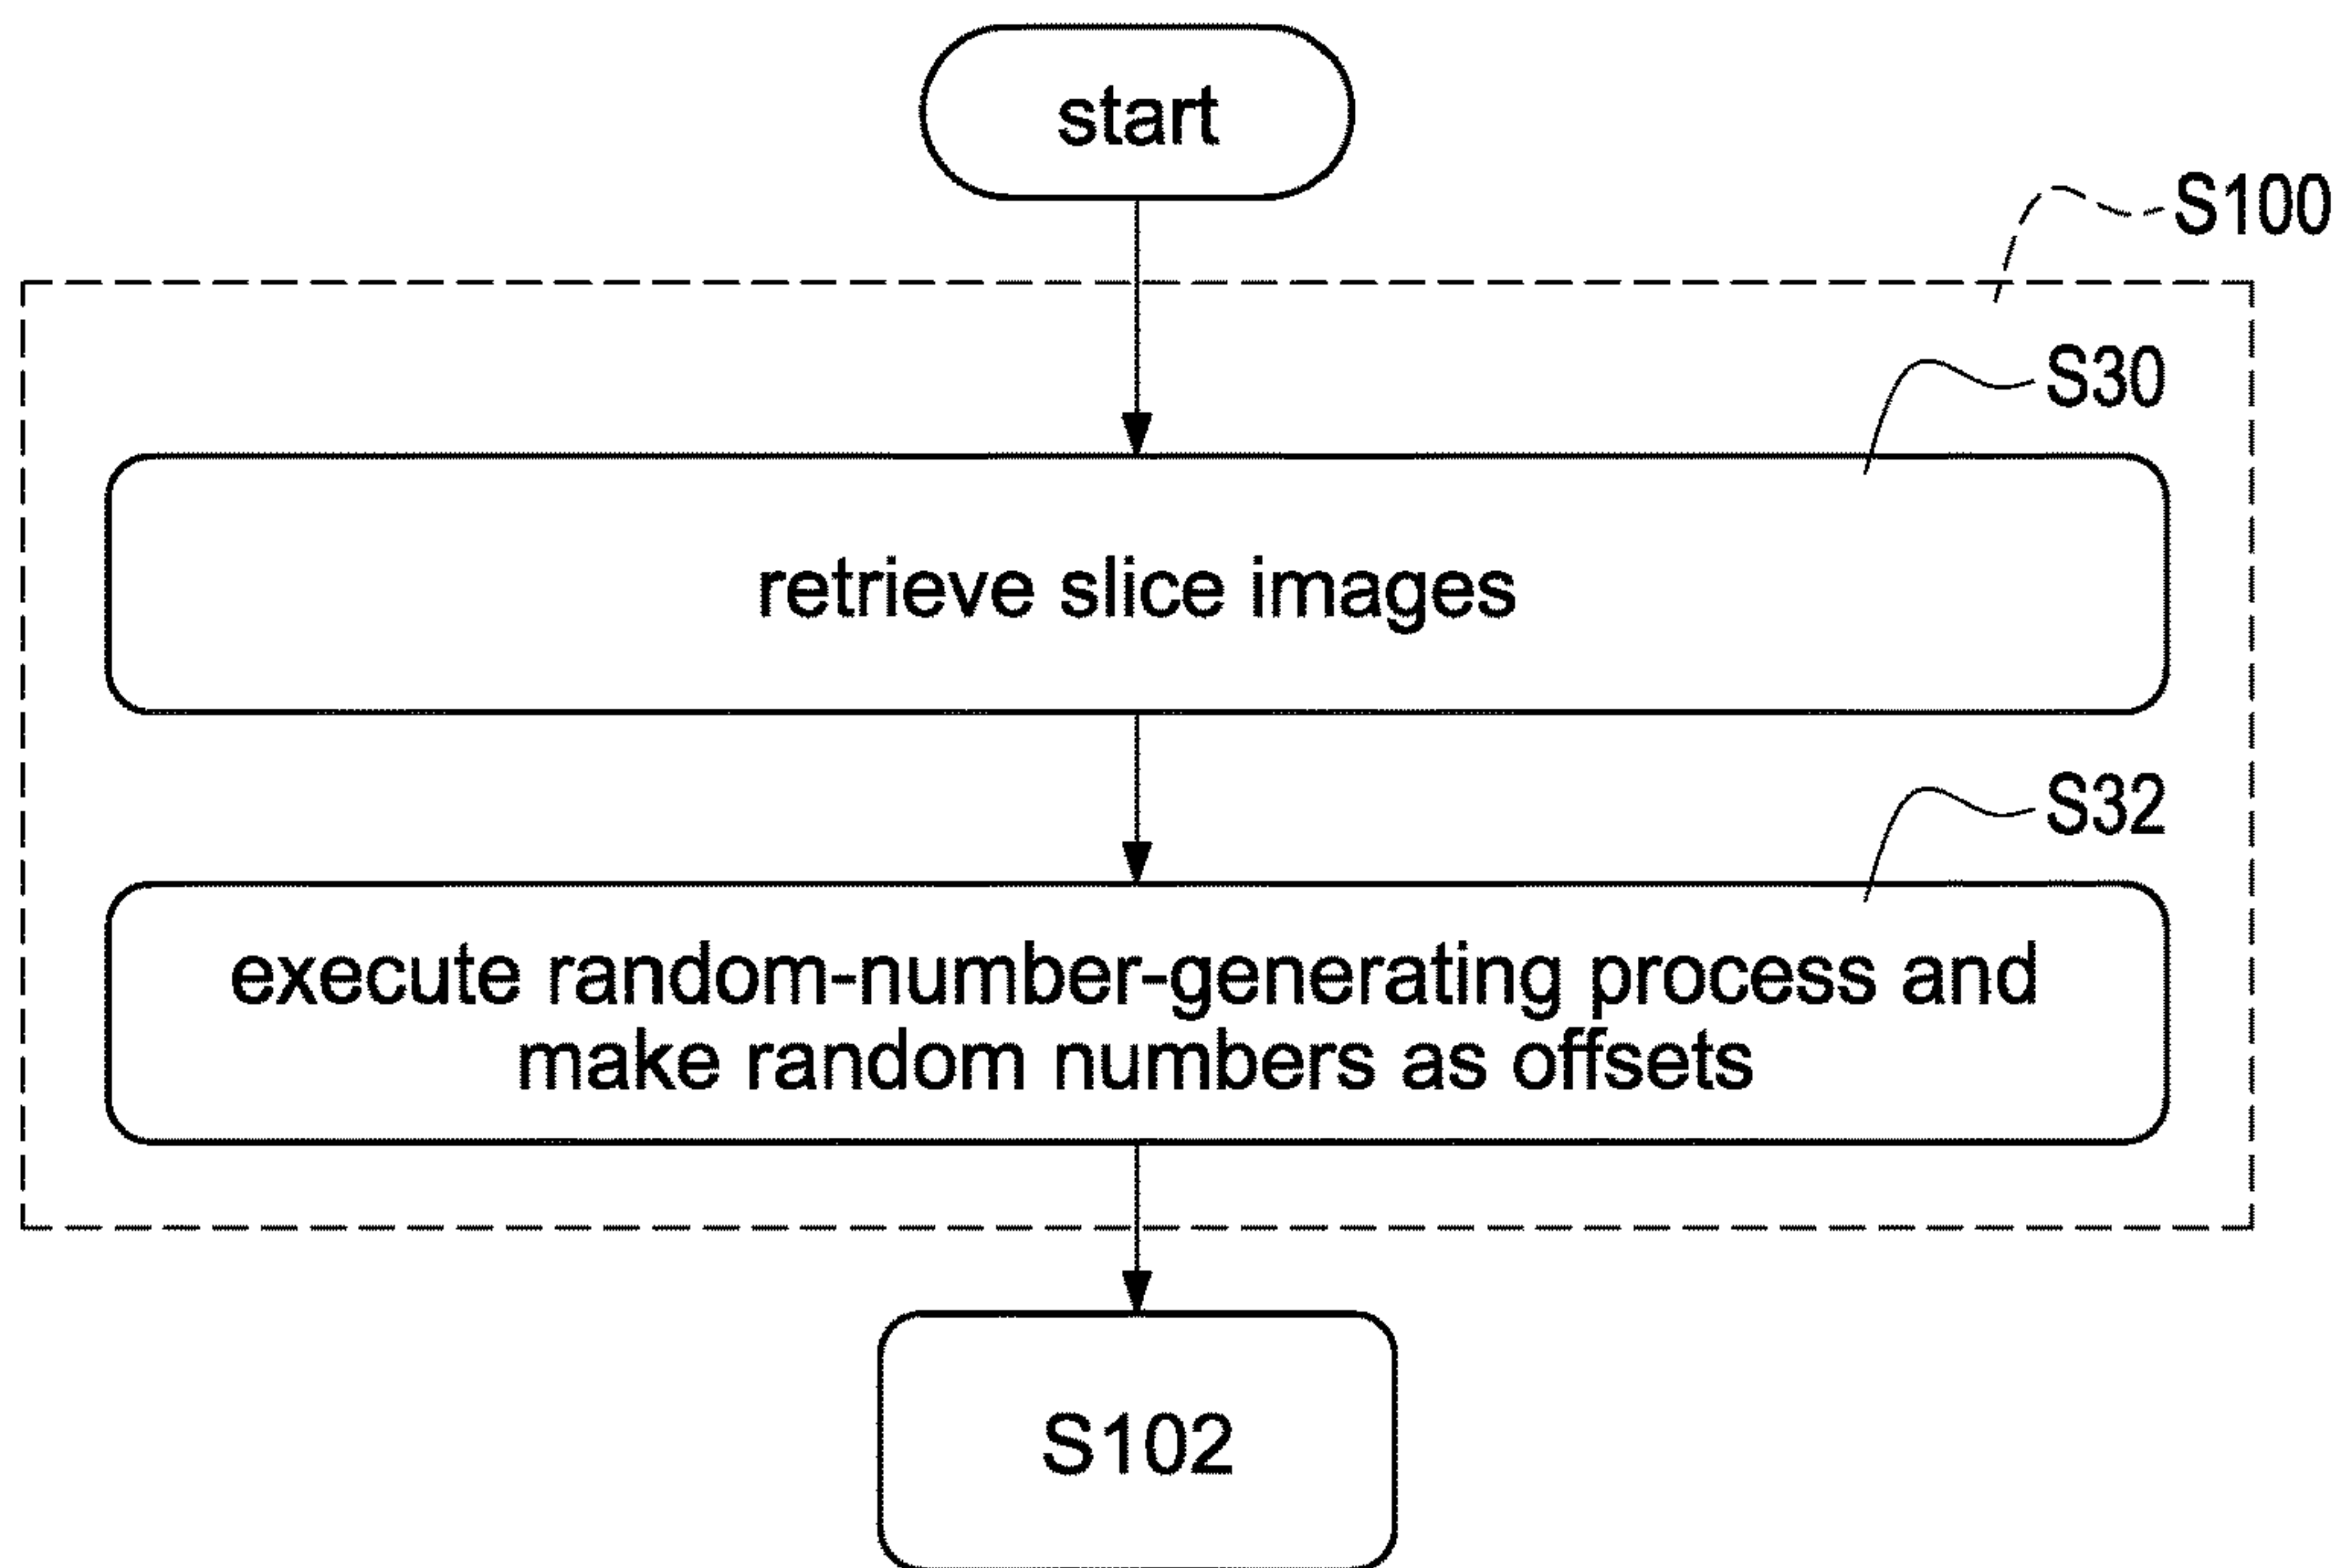 start
S100
S30
retrieve slice images
S32
execute random-number-generating process and
make random numbers as offsets
S102